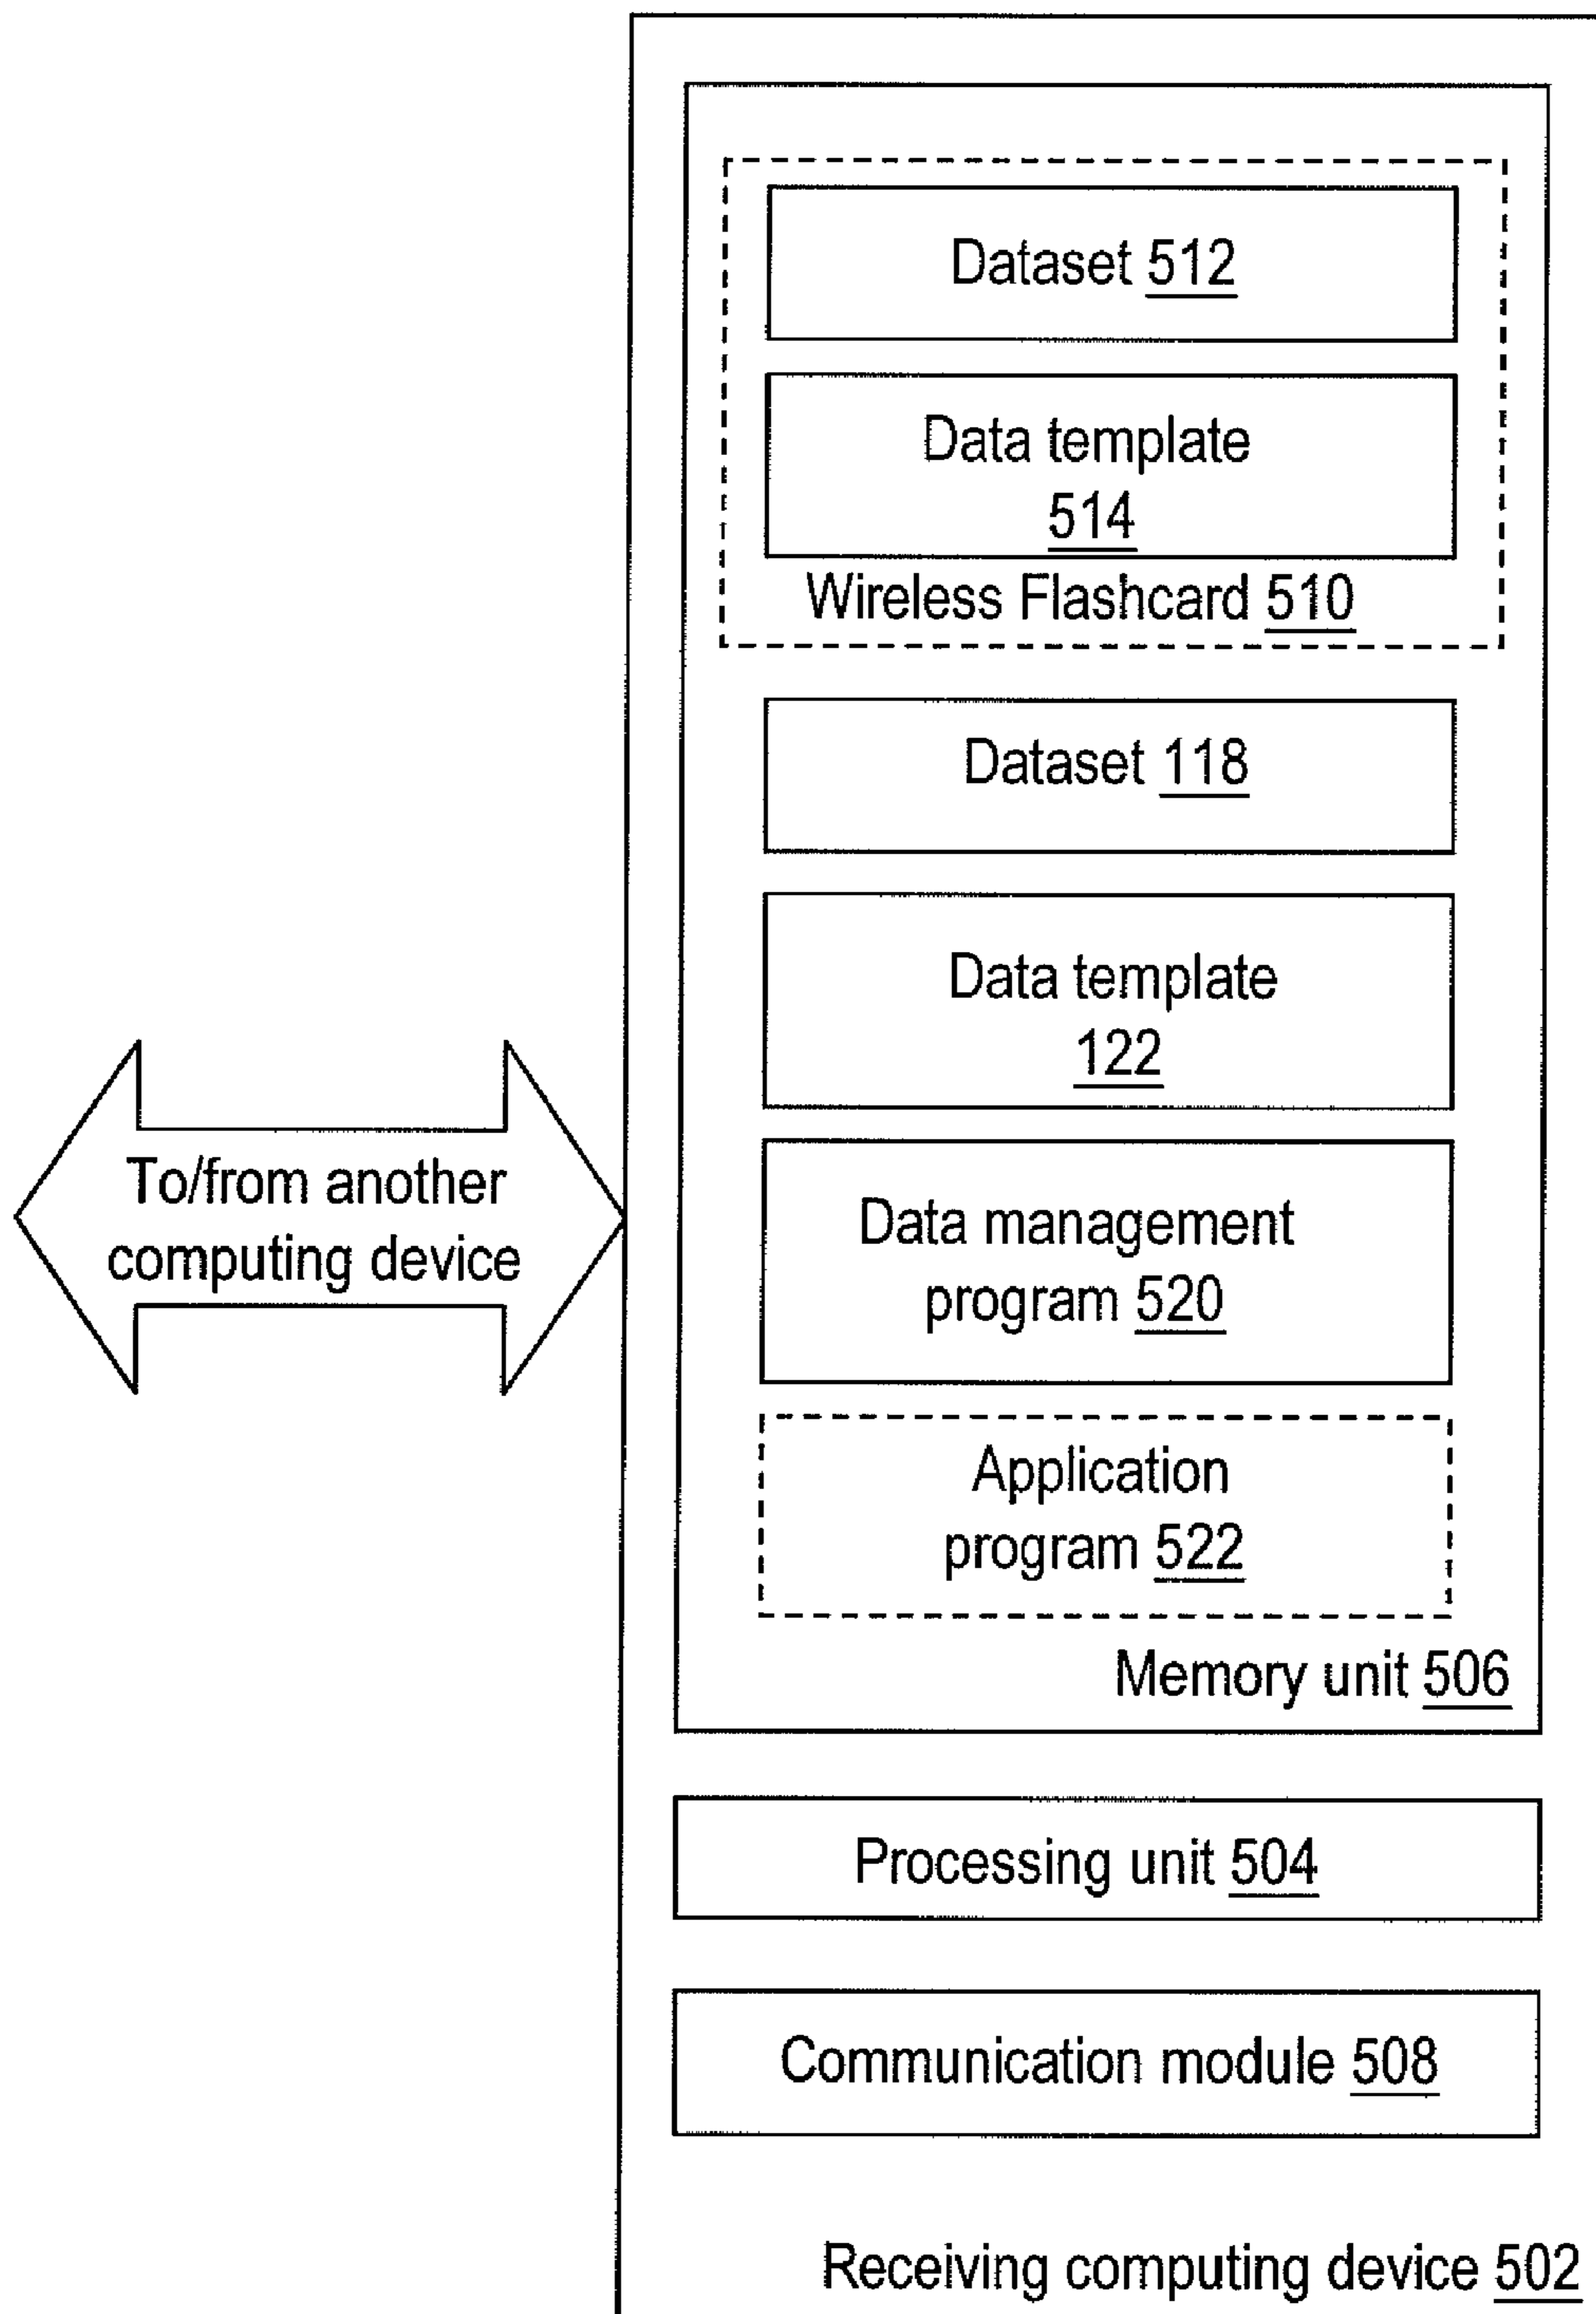 Dataset 512
Data template
514
Wireless Flashcard 510
Dataset 118
Data template
122
To/from another
computing device
Data management
program 520
Application
program 522
Memory unit 506
Processing unit 504
Communication module 508
Receiving computing device 502